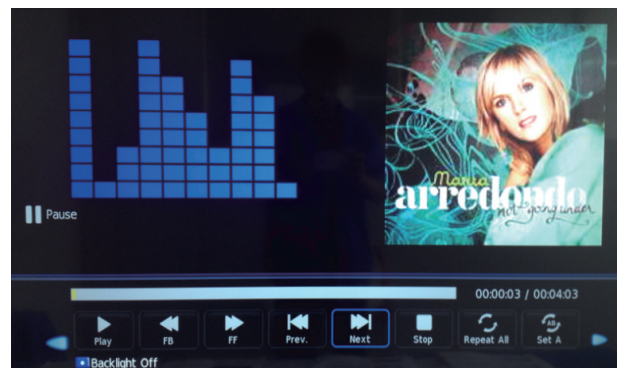 Maria
arredondo
not going under
Pause
00:00:03 / 00:04:03
Play
FB
FF
Prev.
Next
Stop
Repeat All
AB
Set A
Backlight Off